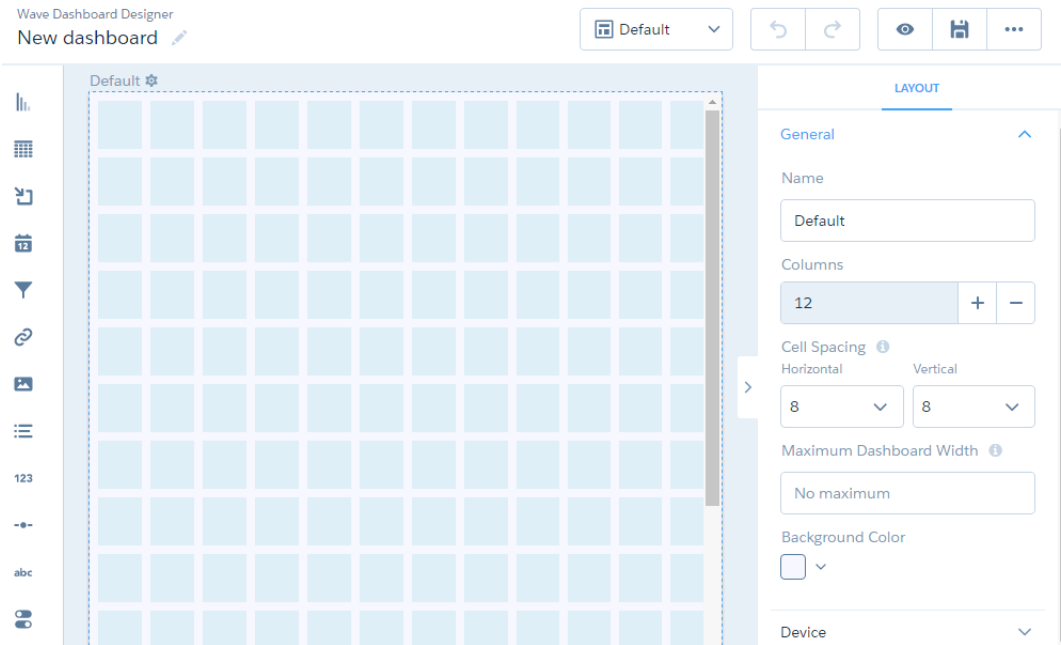 Wave Dashboard Designer
New dashboard
Default
Default
12
123
abc
LAYOUT
General
Name
Default
Columns
12
Cell Spacing
Horizontal Vertical
8 8
Maximum Dashboard Width
No maximum
Background Color
Device